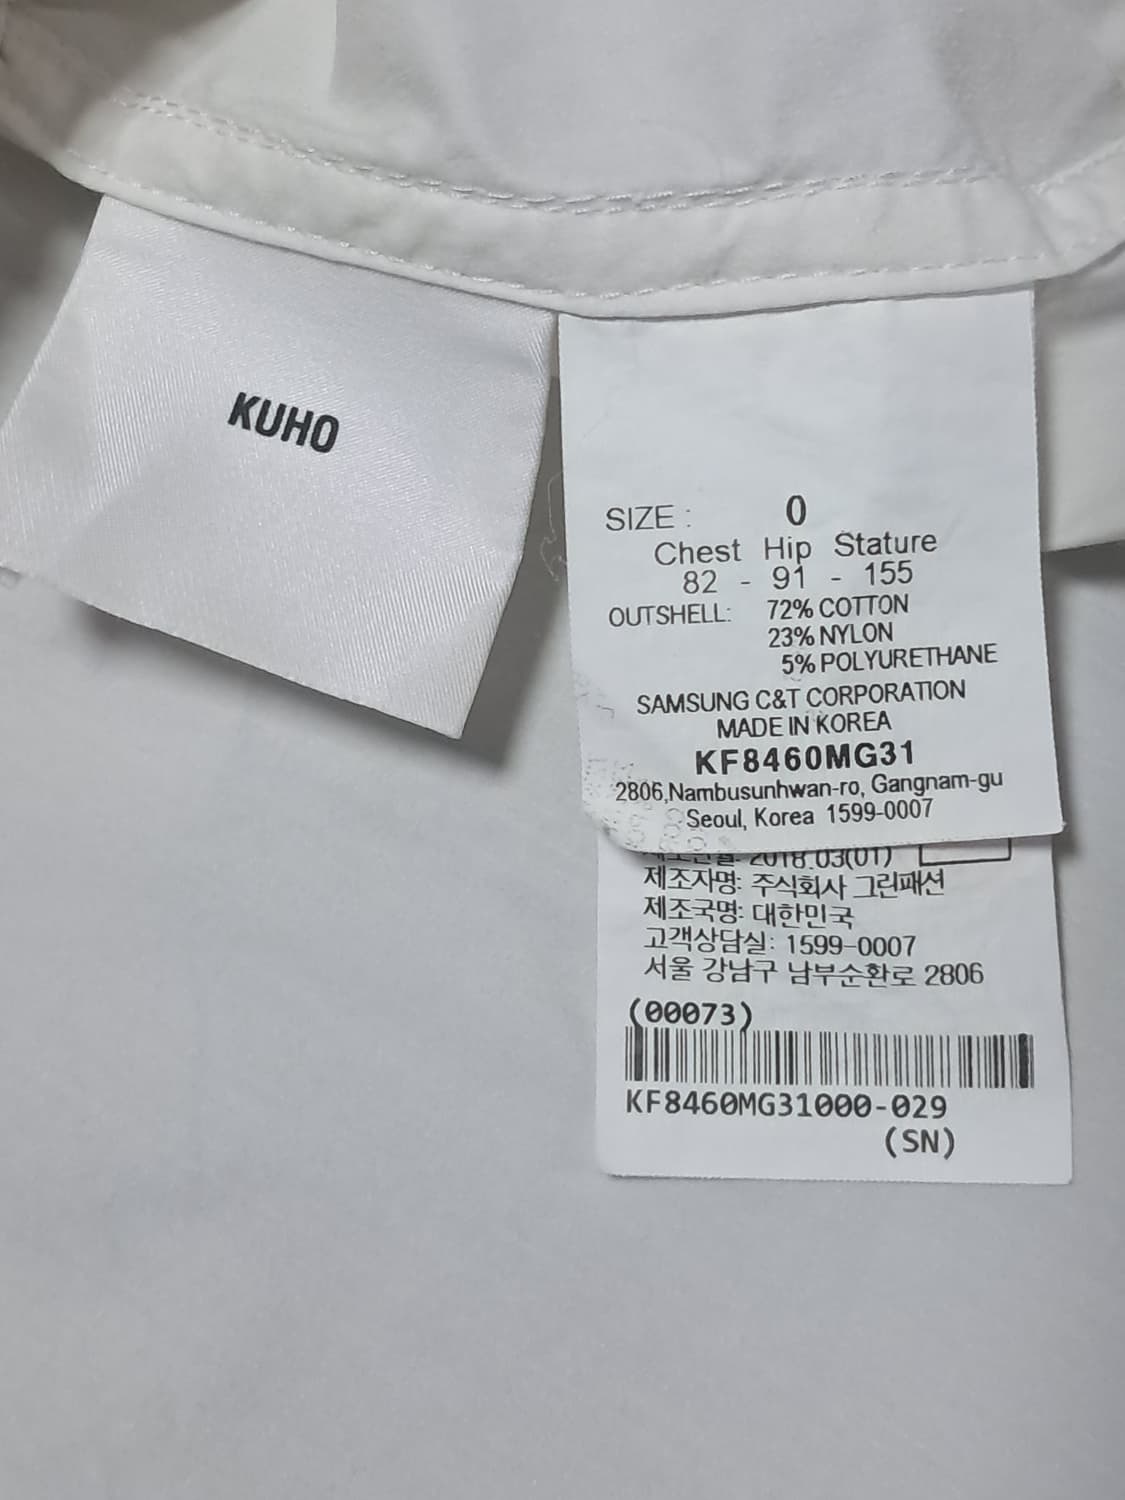 KUHO
SIZE : 0
Chest Hip Stature
82 - 91 - 155
OUTSHELL: 72% COTTON
23% NYLON
5% POLYURETHANE
SAMSUNG C&T CORPORATION
MADE IN KOREA
KF8460MG31
2806,Nambusunhwan-ro, Gangnam-gu
Seoul, Korea 1599-0007
2018.03(01)
제조자명: 주식회사 그린패션
제조국명: 대한민국
고객상담실: 1599-0007
서울 강남구 남부순환로 2806
(00073)
KF8460MG31000-029
(SN)